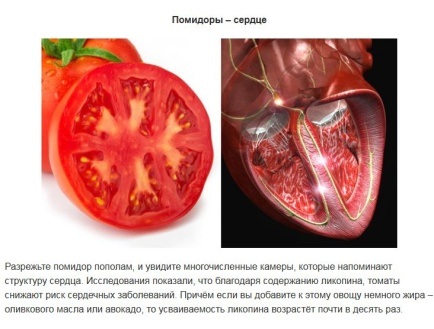 Помидоры – сердце
Разрежьте помидор пополам, и увидите многочисленные камеры, которые напоминают
структуру сердца. Исследования показали, что благодаря содержанию ликопина, томаты
снижают риск сердечных заболеваний. Причём если вы добавите к этому овощу немного жира –
оливкового масла или авокадо, то усваиваемость ликопина возрастёт почти в десять раз.